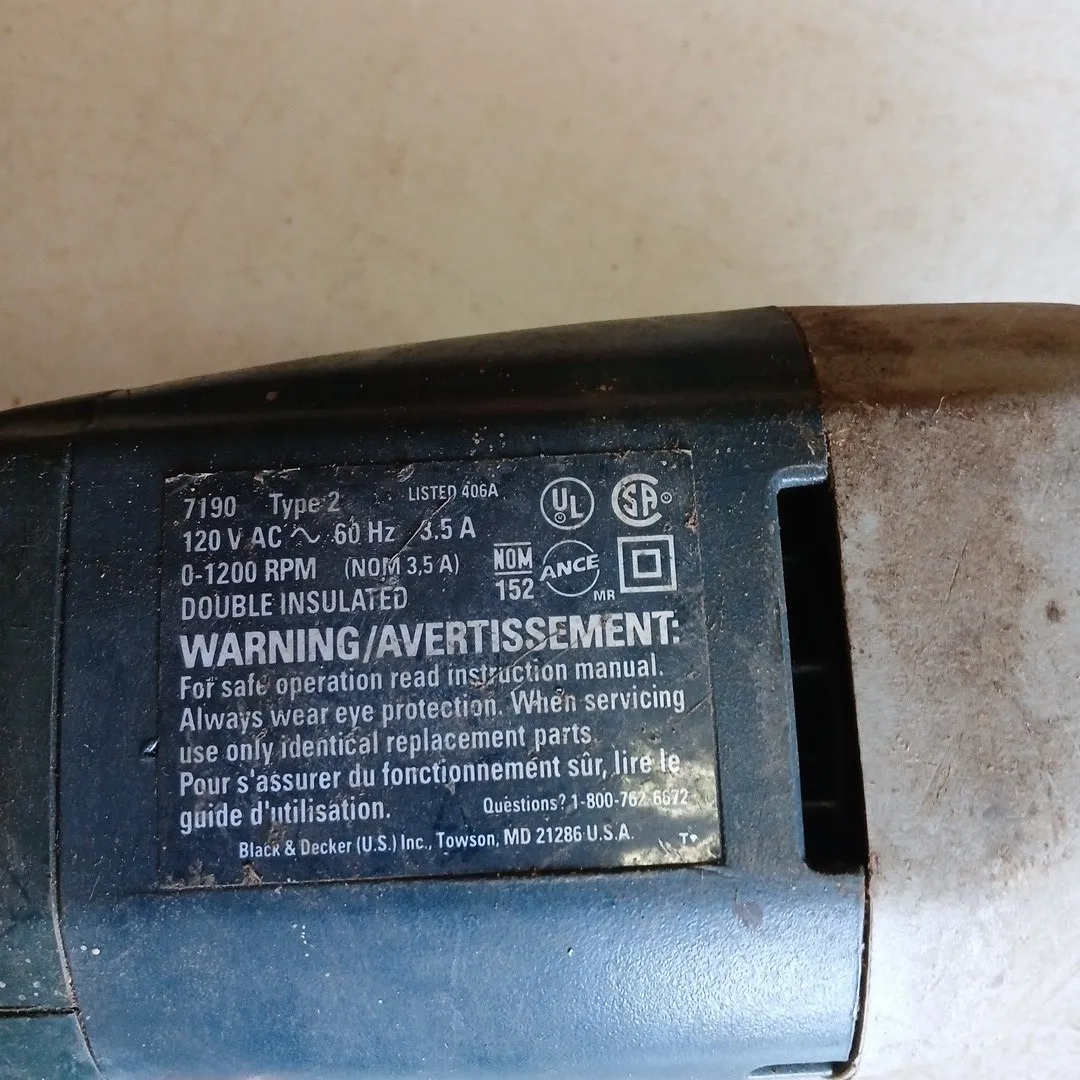 7190 Type 2 LISTED 406A
120 V AC ~ 60 Hz 3.5 A
0-1200 RPM (NOM 3,5 A)
DOUBLE INSULATED
UL SA
NOM 152 ANCE MR
WARNING/AVERTISSEMENT:
For safe operation read instruction manual.
Always wear eye protection. When servicing
use only identical replacement parts
Pour s'assurer du fonctionnement sûr, lire le
guide d'utilisation. Questions? 1-800-762-6672
Black & Decker (U.S.) Inc., Towson, MD 21286 U.S.A.